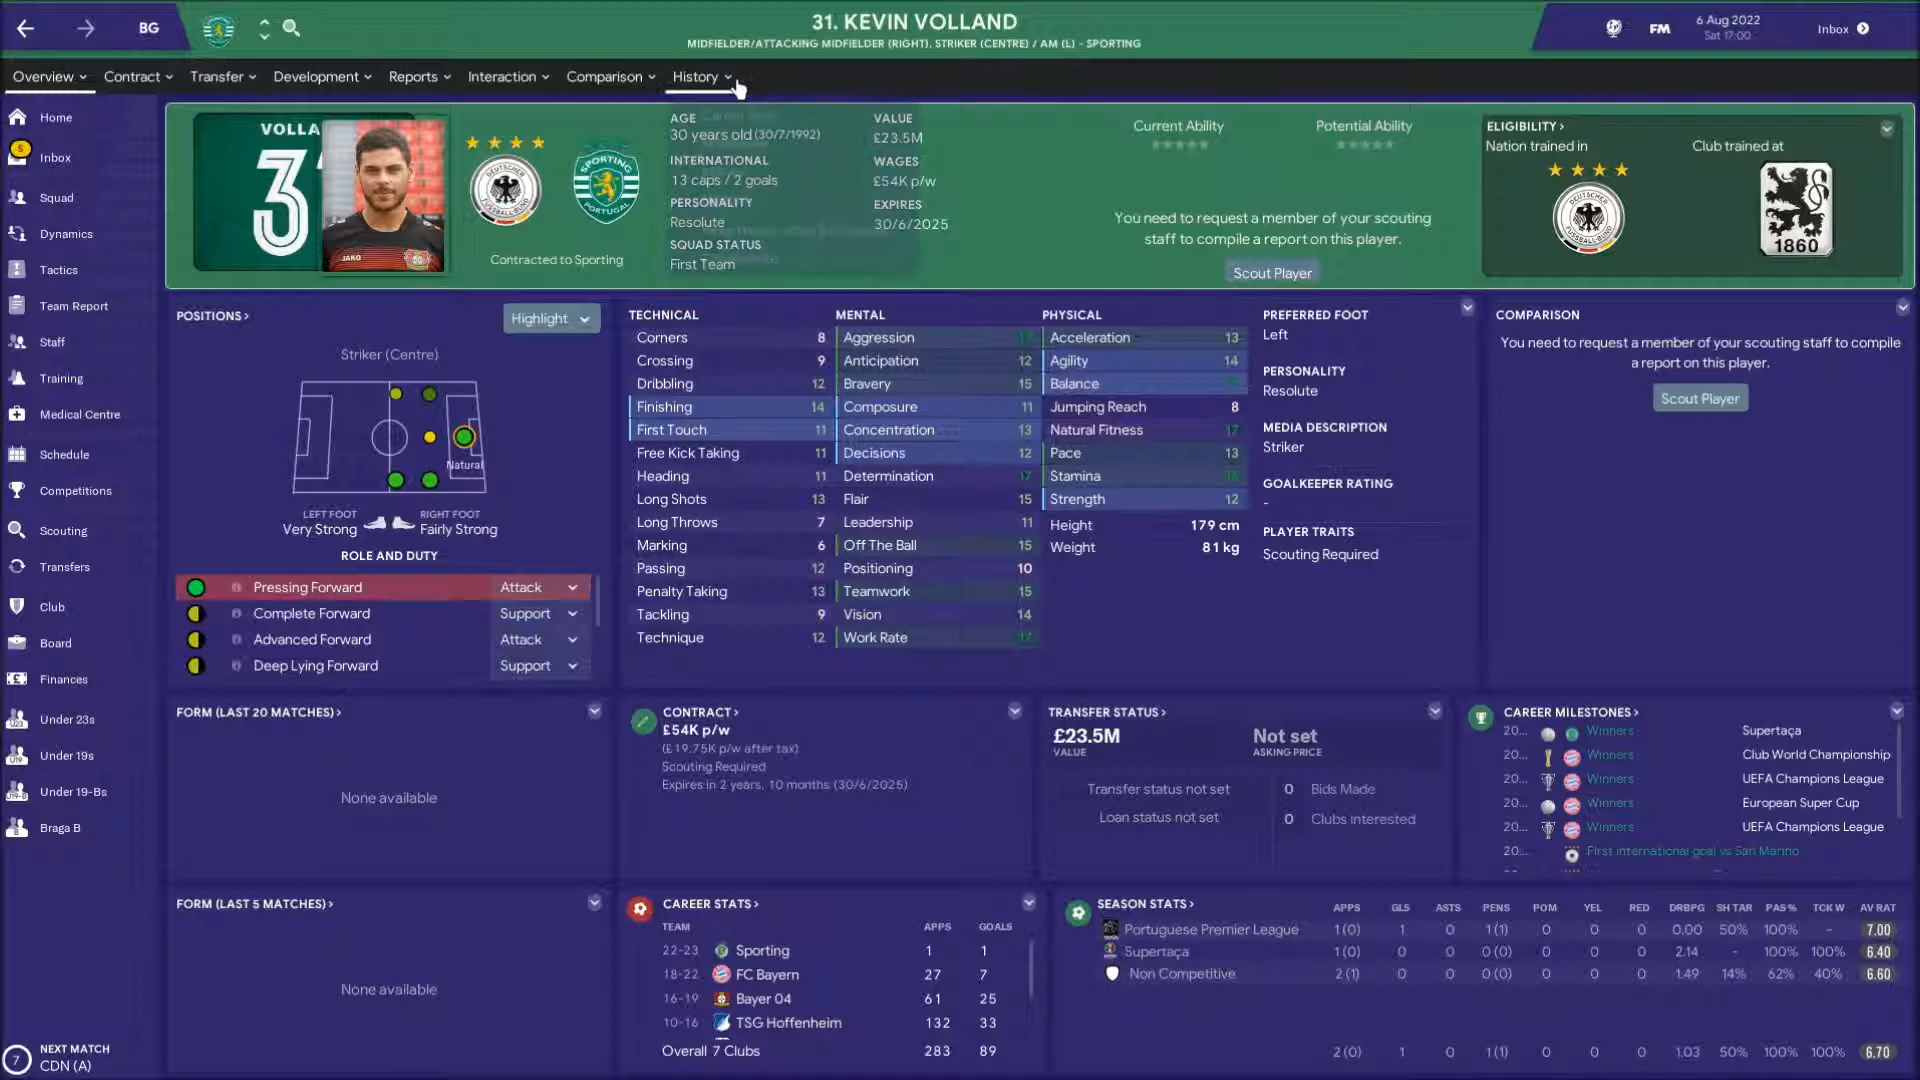 BG
31. KEVIN VOLLAND
MIDFIELDER/ATTACKING MIDFIELDER (RIGHT), STRIKER (CENTRE) / AM (L) - SPORTING
FM
6 Aug 2022
Sat 17:00
Inbox
Overview Contract Transfer Development Reports Interaction Comparison History
Home
5
Inbox
Squad
Dynamics
Tactics
Team Report
Staff
Training
Medical Centre
Schedule
Competitions
Scouting
Transfers
Club
Board
Finances
Under 23s
Under 19s
Under 19-Bs
Braga B
7
NEXT MATCH
CDN (A)
VOLLA
JAKO
SPORTING
PORTUGAL
Contracted to Sporting
AGE
30 years old (30/7/1992)
INTERNATIONAL
13 caps / 2 goals
PERSONALITY
Resolute
SQUAD STATUS
First Team
VALUE
£23.5M
WAGES
£54K p/w
EXPIRES
30/6/2025
Current Ability
Potential Ability
You need to request a member of your scouting
staff to compile a report on this player.
Scout Player
ELIGIBILITY >
Nation trained in
Club trained at
1860
POSITIONS >
Highlight
Striker (Centre)
Natural
LEFT FOOT
Very Strong
RIGHT FOOT
Fairly Strong
ROLE AND DUTY
Pressing Forward Attack
Complete Forward Support
Advanced Forward Attack
Deep Lying Forward Support
TECHNICAL
Corners 8
Crossing 9
Dribbling 12
Finishing 14
First Touch 11
Free Kick Taking 11
Heading 11
Long Shots 13
Long Throws 7
Marking 6
Passing 12
Penalty Taking 13
Tackling 9
Technique 12
MENTAL
Aggression
Anticipation 12
Bravery 15
Composure 11
Concentration 13
Decisions 12
Determination 17
Flair 15
Leadership 11
Off The Ball 15
Positioning 10
Teamwork 15
Vision 14
Work Rate 17
PHYSICAL
Acceleration 13
Agility 14
Balance
Jumping Reach 8
Natural Fitness 17
Pace 13
Stamina
Strength 12
Height 179 cm
Weight 81 kg
PREFERRED FOOT
Left
PERSONALITY
Resolute
MEDIA DESCRIPTION
Striker
GOALKEEPER RATING
-
PLAYER TRAITS
Scouting Required
COMPARISON
You need to request a member of your scouting staff to compile
a report on this player.
Scout Player
FORM (LAST 20 MATCHES) >
None available
CONTRACT >
£54K p/w
(£19.75K p/w after tax)
Scouting Required
Expires in 2 years, 10 months (30/6/2025)
TRANSFER STATUS >
£23.5M
VALUE
Not set
ASKING PRICE
Transfer status not set
Loan status not set
0 Bids Made
0 Clubs interested
CAREER MILESTONES >
20... Winners Supertaça
20... Winners Club World Championship
20... Winners UEFA Champions League
20... Winners European Super Cup
20... Winners UEFA Champions League
20... First international goal vs San Marino
FORM (LAST 5 MATCHES) >
None available
CAREER STATS >
TEAM APPS GOALS
22-23 Sporting 1 1
18-22 FC Bayern 27 7
16-19 Bayer 04 61 25
10-16 TSG Hoffenheim 132 33
Overall 7 Clubs 283 89
SEASON STATS > APPS GLS ASTS PENS POM YEL RED DRBPG SH TAR PAS % TCK W AV RAT
Portuguese Premier League 1 (0) 1 0 1 (1) 0 0 0 0.00 50% 100% - 7.00
Supertaça 1 (0) 0 0 0 (0) 0 0 0 2.14 - 100% 100% 6.40
Non Competitive 2 (1) 0 0 0 (0) 0 0 0 1.49 14% 62% 40% 6.60
2 (0) 1 0 1 (1) 0 0 0 1.03 50% 100% 100% 6.70